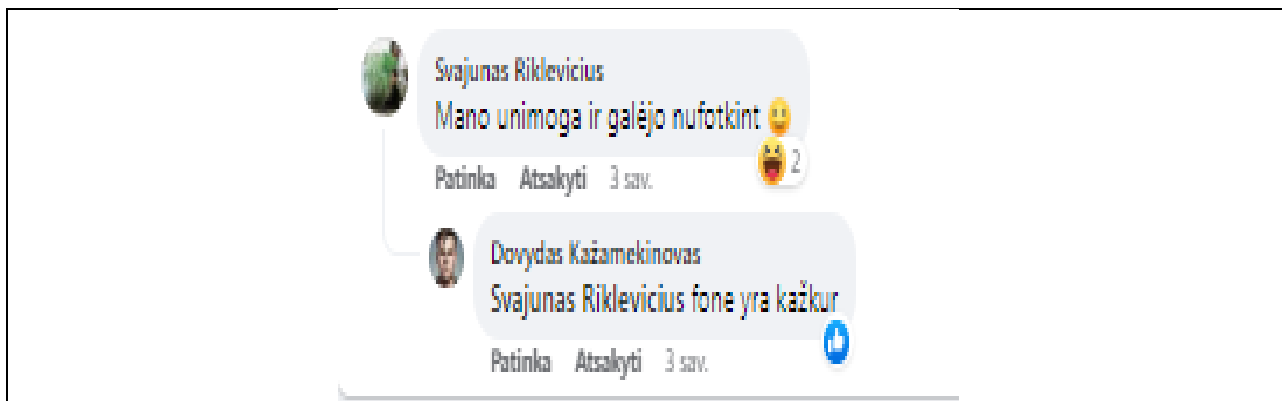 Svajunas Riklevicius
Mano unimoga ir galėjo nufotkint
2
Patinka Atsakyti 3 sav.
Dovydas Kažamekinovas
Svajunas Riklevicius fone yra kažkur
Patinka Atsakyti 3 sav.